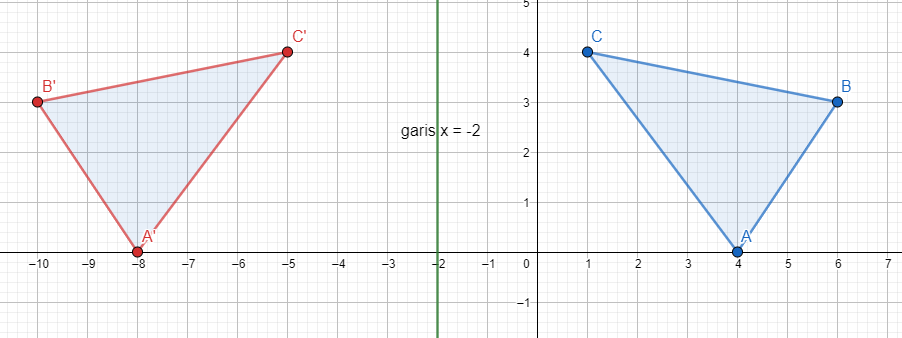 5
C'
C
4
B'
B
3
garis x = -2
2
1
A'
A
–10 –9 –8 –7 –6 –5 –4 –3 –2 –1 0 1 2 3 4 5 6 7
–1